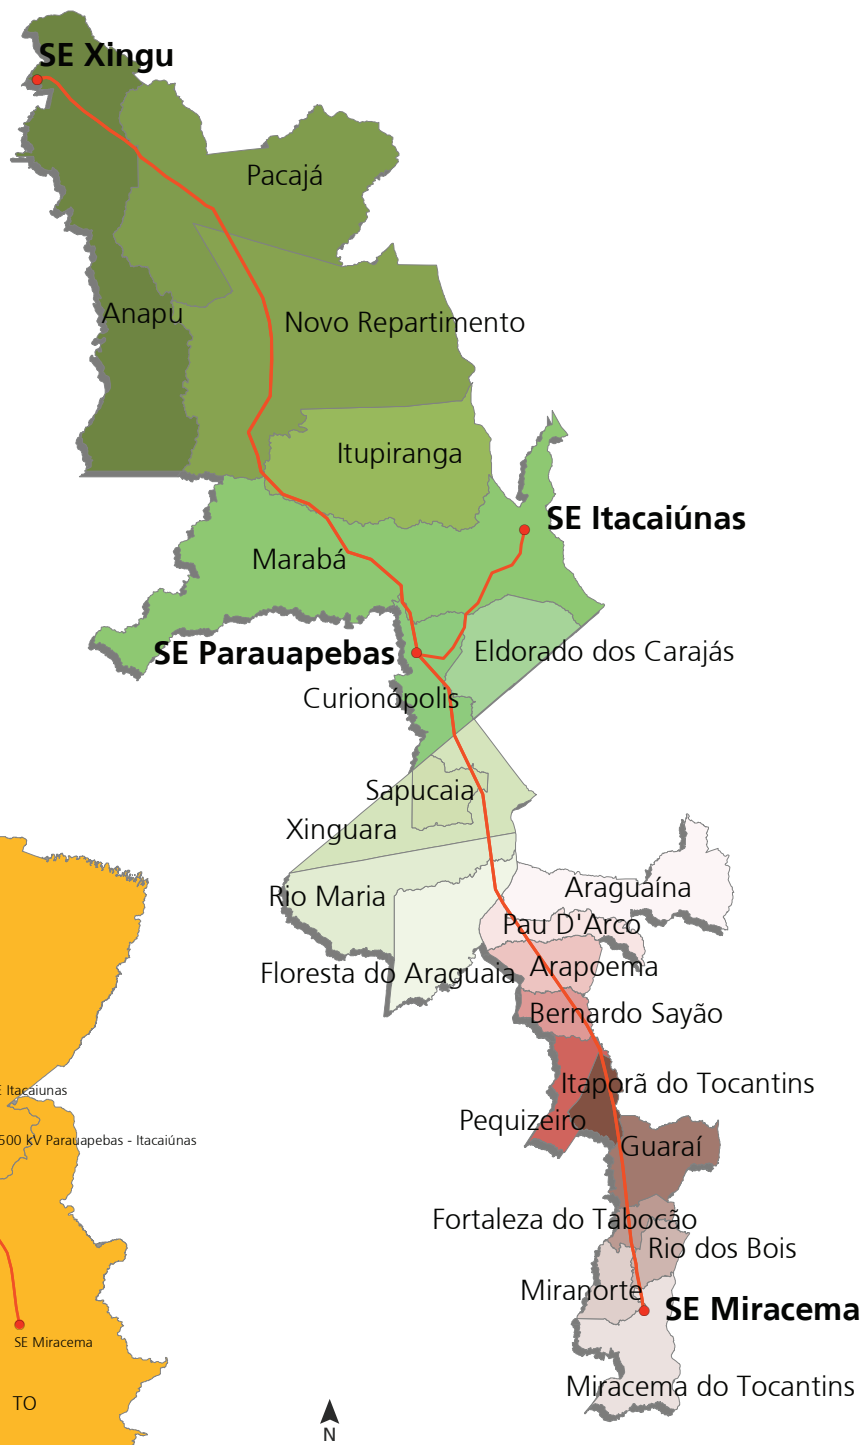 SE Xingu
Pacajá
Anapu
Novo Repartimento
Itupiranga
SE Itacaiúnas
Marabá
SE Parauapebas
Eldorado dos Carajás
Curionópolis
Sapucaia
Xinguara
Araguaína
Rio Maria
Pau D'Arco
Floresta do Araguaia
Arapoema
Bernardo Sayão
Itaporã do Tocantins
E Itacaiunas
Pequizeiro
500 kV Parauapebas - Itacaiúnas
Guaraí
Fortaleza do Tabocão
Rio dos Bois
Miranorte
SE Miracema
SE Miracema
Miracema do Tocantins
TO
N